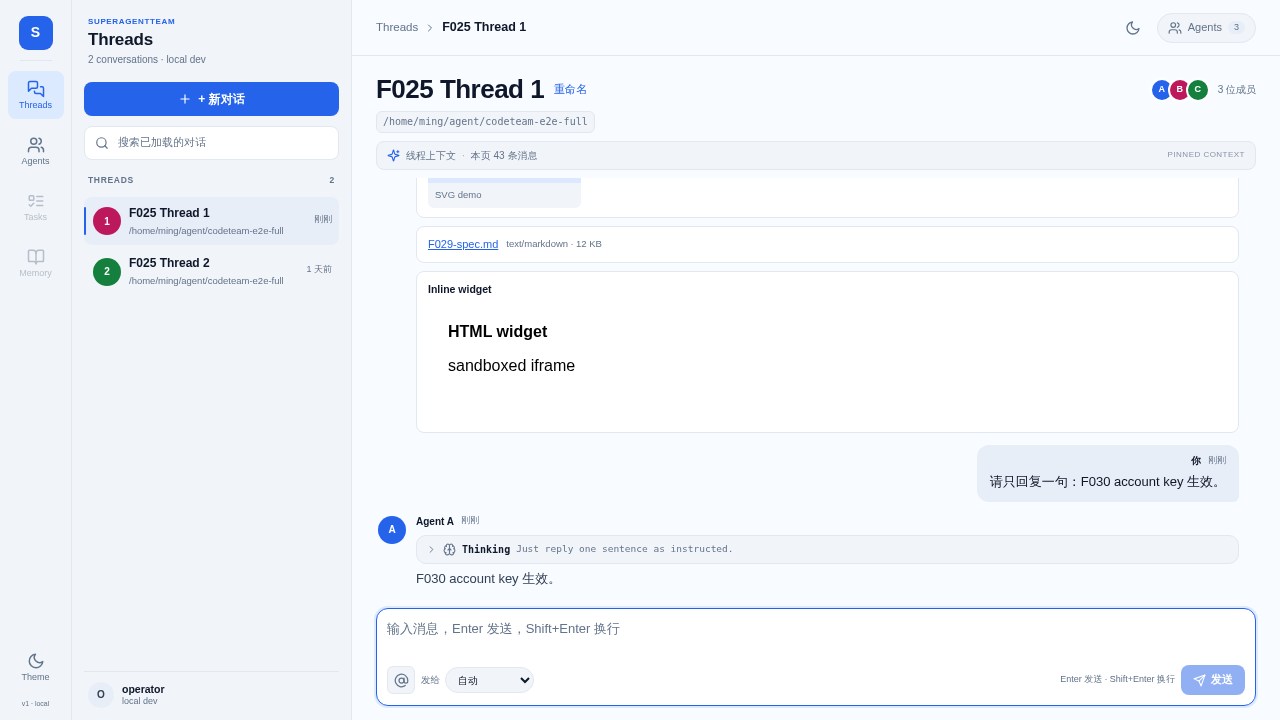 S
Threads
Agents
Tasks
Memory
Theme
v1 · local
SUPERAGENTTEAM
Threads
2 conversations · local dev
+ 新对话
搜索已加载的对话
THREADS 2
1 F025 Thread 1 刚刚
/home/ming/agent/codeteam-e2e-full
2 F025 Thread 2 1 天前
/home/ming/agent/codeteam-e2e-full
O operator
local dev
Threads F025 Thread 1 Agents 3
F025 Thread 1 重命名 A B C 3 位成员
/home/ming/agent/codeteam-e2e-full
线程上下文 · 本页 43 条消息 PINNED CONTEXT
SVG demo
F029-spec.md text/markdown · 12 KB
Inline widget
HTML widget
sandboxed iframe
你 刚刚
请只回复一句：F030 account key 生效。
A Agent A 刚刚
Thinking Just reply one sentence as instructed.
F030 account key 生效。
输入消息，Enter 发送，Shift+Enter 换行
发给 自动 Enter 发送 · Shift+Enter 换行 发送